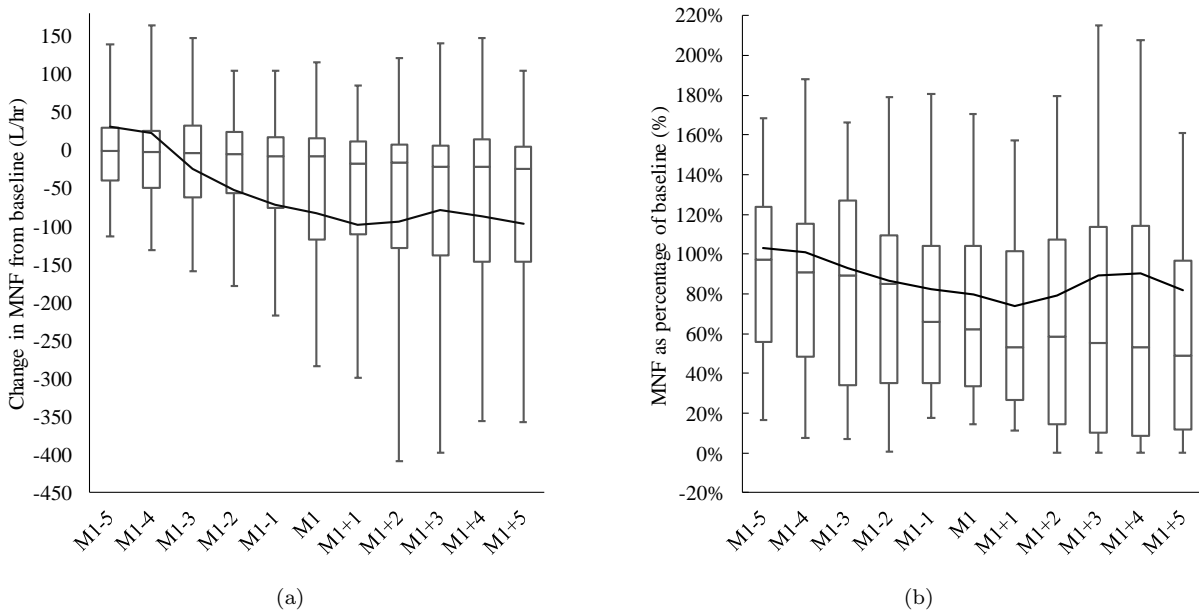 Change in MNF from baseline (L/hr)
150
100
50
0
-50
-100
-150
-200
-250
-300
-350
-400
-450
M1-5
M1-4
M1-3
M1-2
M1-1
M1
M1+1
M1+2
M1+3
M1+4
M1+5
(a)
MNF as percentage of baseline (%)
220%
200%
180%
160%
140%
120%
100%
80%
60%
40%
20%
0%
-20%
M1-5
M1-4
M1-3
M1-2
M1-1
M1
M1+1
M1+2
M1+3
M1+4
M1+5
(b)